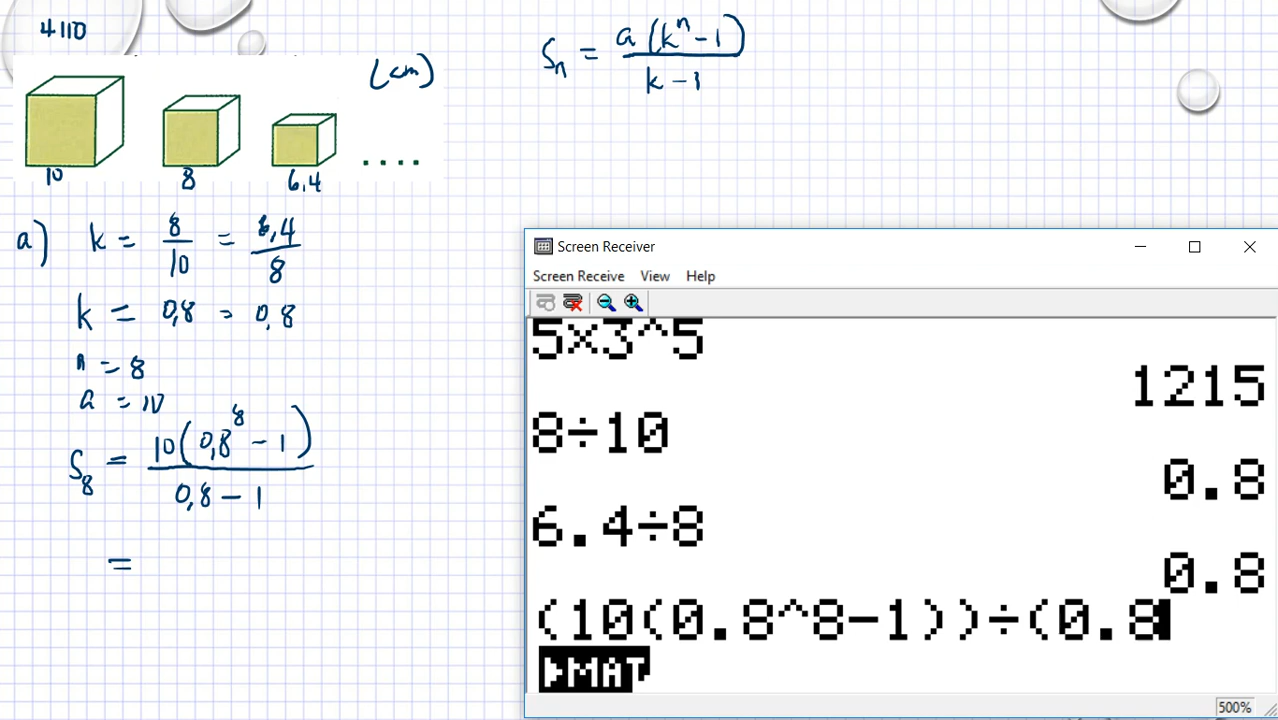 4110
Sn = a(k^n - 1) / k - 1
(cm)
10 8 6,4 ....
a) k = 8/10 = 6,4/8
k = 0,8 = 0,8
n = 8
a = 10
S8 = 10(0,8^8 - 1) / 0,8 - 1
=
Screen Receiver
Screen Receive View Help
5×3^5
1215
8÷10
0.8
6.4÷8
0.8
(10(0.8^8-1))÷(0.8
▶MAT
500%